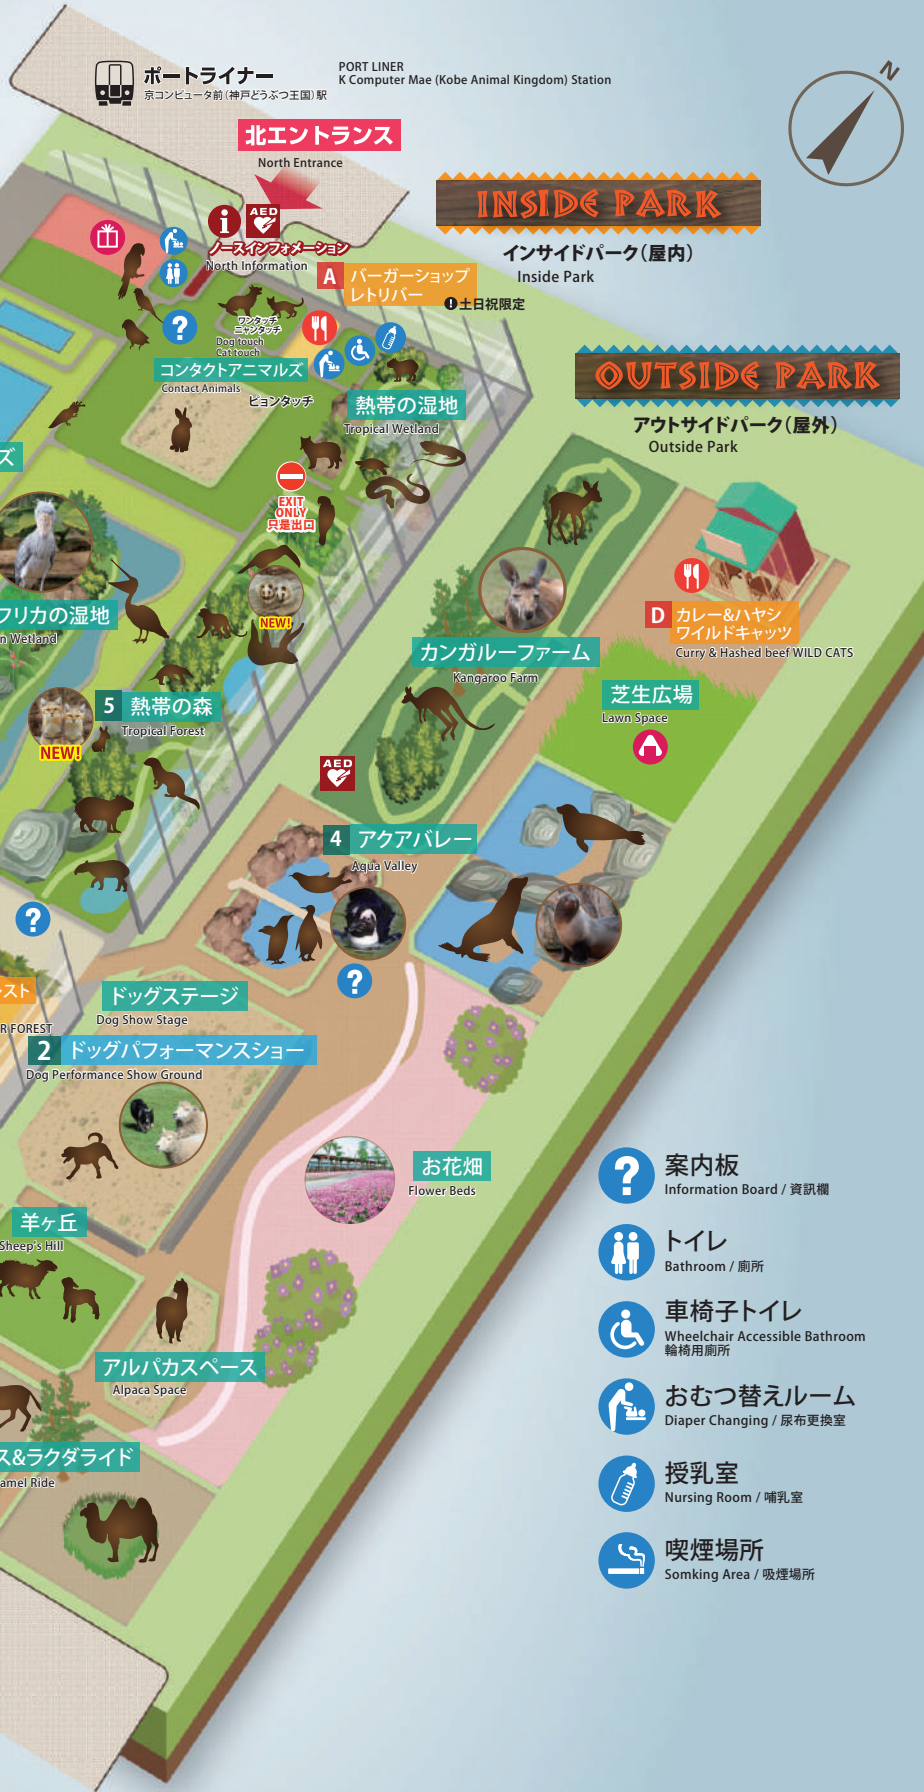 ポートライナー
京コンピュータ前(神戸どうぶつ王国)駅
PORT LINER
K Computer Mae (Kobe Animal Kingdom) Station
N
北エントランス
North Entrance
INSIDE PARK
インサイドパーク(屋内)
Inside Park
AED
ノースインフォメーション
North Information
A バーガーショップ
レトリバー
!土日祝限定
ワンタッチ
ニャンタッチ
Dog touch
Cat touch
コンタクトアニマルズ
Contact Animals
ピョンタッチ
熱帯の湿地
Tropical Wetland
OUTSIDE PARK
アウトサイドパーク(屋外)
Outside Park
ズ
EXIT
ONLY
只是出口
フリカの湿地
n Wetland
NEW!
D カレー&ハヤシ
ワイルドキャッツ
Curry & Hashed beef WILD CATS
カンガルーファーム
Kangaroo Farm
芝生広場
Lawn Space
5 熱帯の森
Tropical Forest
NEW!
AED
4 アクアバレー
Aqua Valley
スト
R FOREST
ドッグステージ
Dog Show Stage
2 ドッグパフォーマンスショー
Dog Performance Show Ground
お花畑
Flower Beds
羊ヶ丘
Sheep's Hill
アルパカスペース
Alpaca Space
ス&ラクダライド
amel Ride
案内板
Information Board / 資訊欄
トイレ
Bathroom / 廁所
車椅子トイレ
Wheelchair Accessible Bathroom
輪椅用廁所
おむつ替えルーム
Diaper Changing / 尿布更換室
授乳室
Nursing Room / 哺乳室
喫煙場所
Somking Area / 吸煙場所